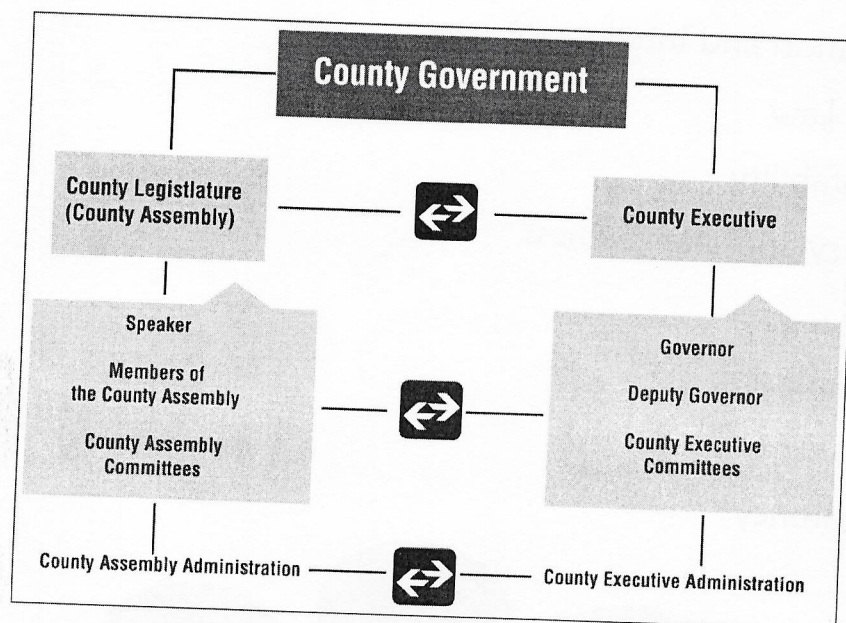 County Government
County Legistlature
(County Assembly)
County Executive
Speaker
Members of
the County Assembly
County Assembly
Committees
Governor
Deputy Governor
County Executive
Committees
County Assembly Administration
County Executive Administration